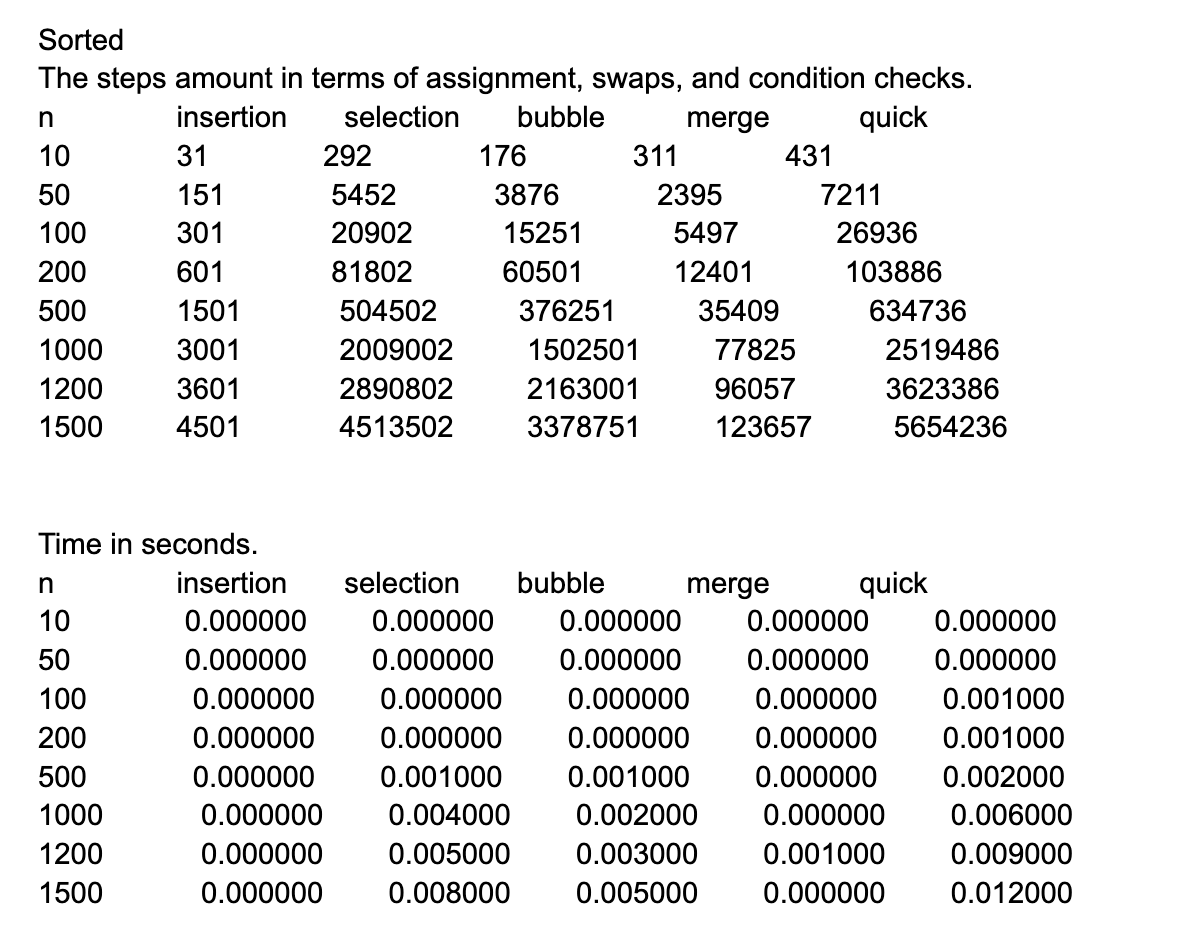 Sorted
The steps amount in terms of assignment, swaps, and condition checks.
n insertion selection bubble merge quick
10 31 292 176 311 431
50 151 5452 3876 2395 7211
100 301 20902 15251 5497 26936
200 601 81802 60501 12401 103886
500 1501 504502 376251 35409 634736
1000 3001 2009002 1502501 77825 2519486
1200 3601 2890802 2163001 96057 3623386
1500 4501 4513502 3378751 123657 5654236
Time in seconds.
n insertion selection bubble merge quick
10 0.000000 0.000000 0.000000 0.000000 0.000000
50 0.000000 0.000000 0.000000 0.000000 0.000000
100 0.000000 0.000000 0.000000 0.000000 0.001000
200 0.000000 0.000000 0.000000 0.000000 0.001000
500 0.000000 0.001000 0.001000 0.000000 0.002000
1000 0.000000 0.004000 0.002000 0.000000 0.006000
1200 0.000000 0.005000 0.003000 0.001000 0.009000
1500 0.000000 0.008000 0.005000 0.000000 0.012000